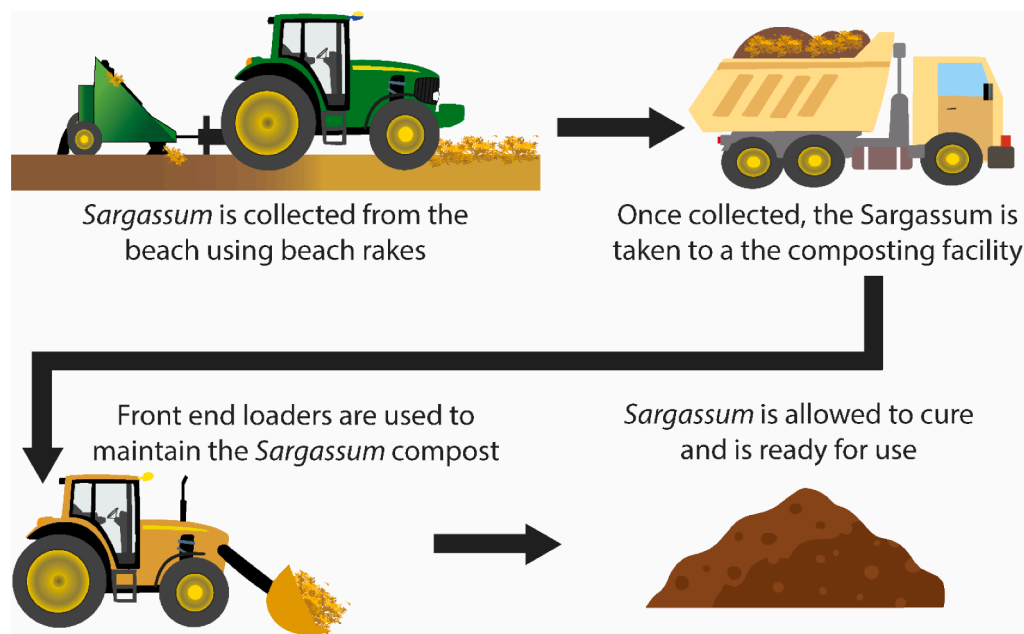 Sargassum is collected from the
beach using beach rakes
Once collected, the Sargassum is
taken to a the composting facility
Front end loaders are used to
maintain the Sargassum compost
Sargassum is allowed to cure
and is ready for use